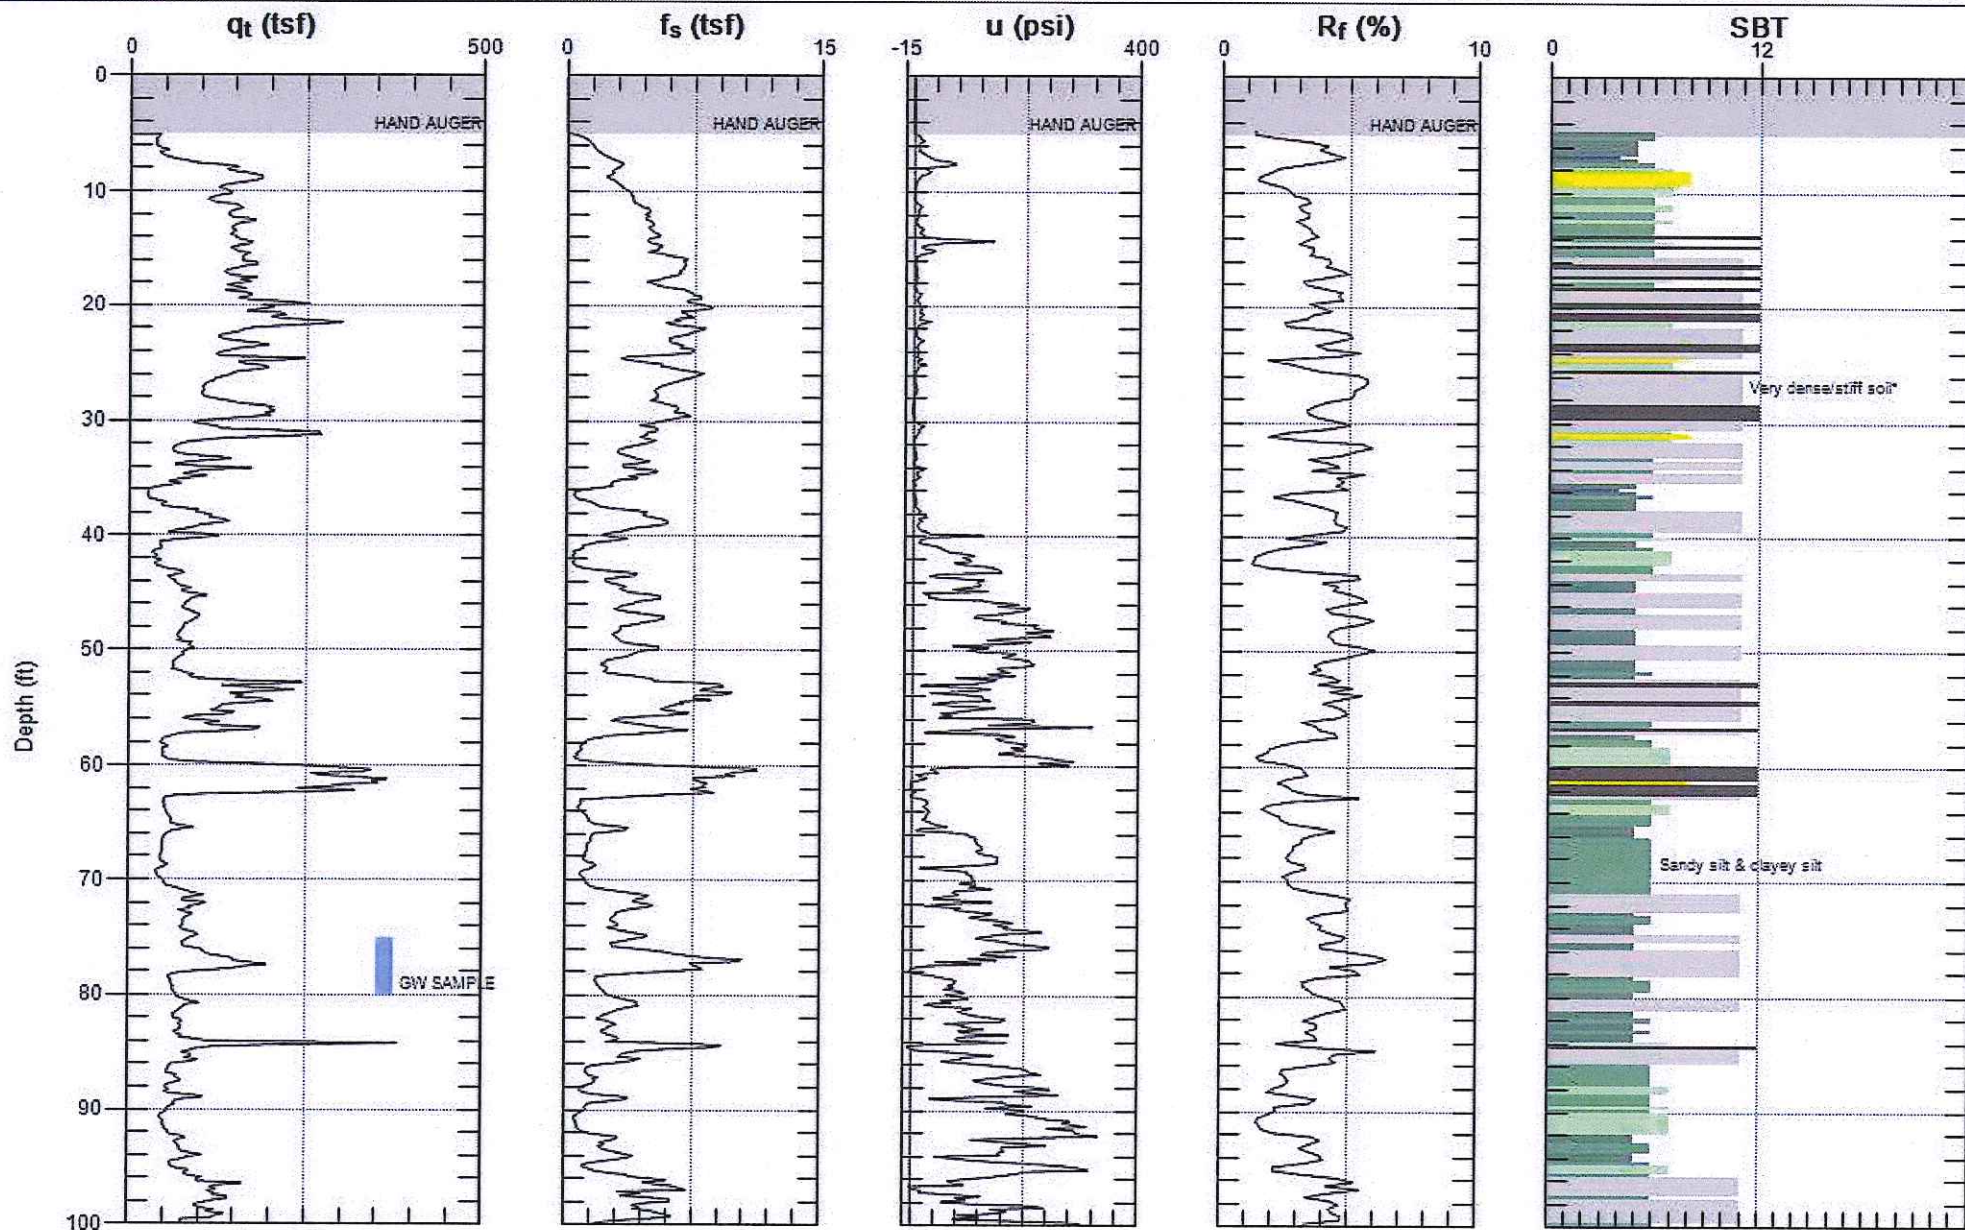 qt (tsf)
fs (tsf)
u (psi)
Rf (%)
SBT
0
500
0
15
-15
400
0
10
0
12
0
HAND AUGER
HAND AUGER
HAND AUGER
HAND AUGER
10
20
Very dense/stiff soil*
30
40
50
Depth (ft)
60
Sandy silt & clayey silt
70
GW SAMPLE
80
90
100